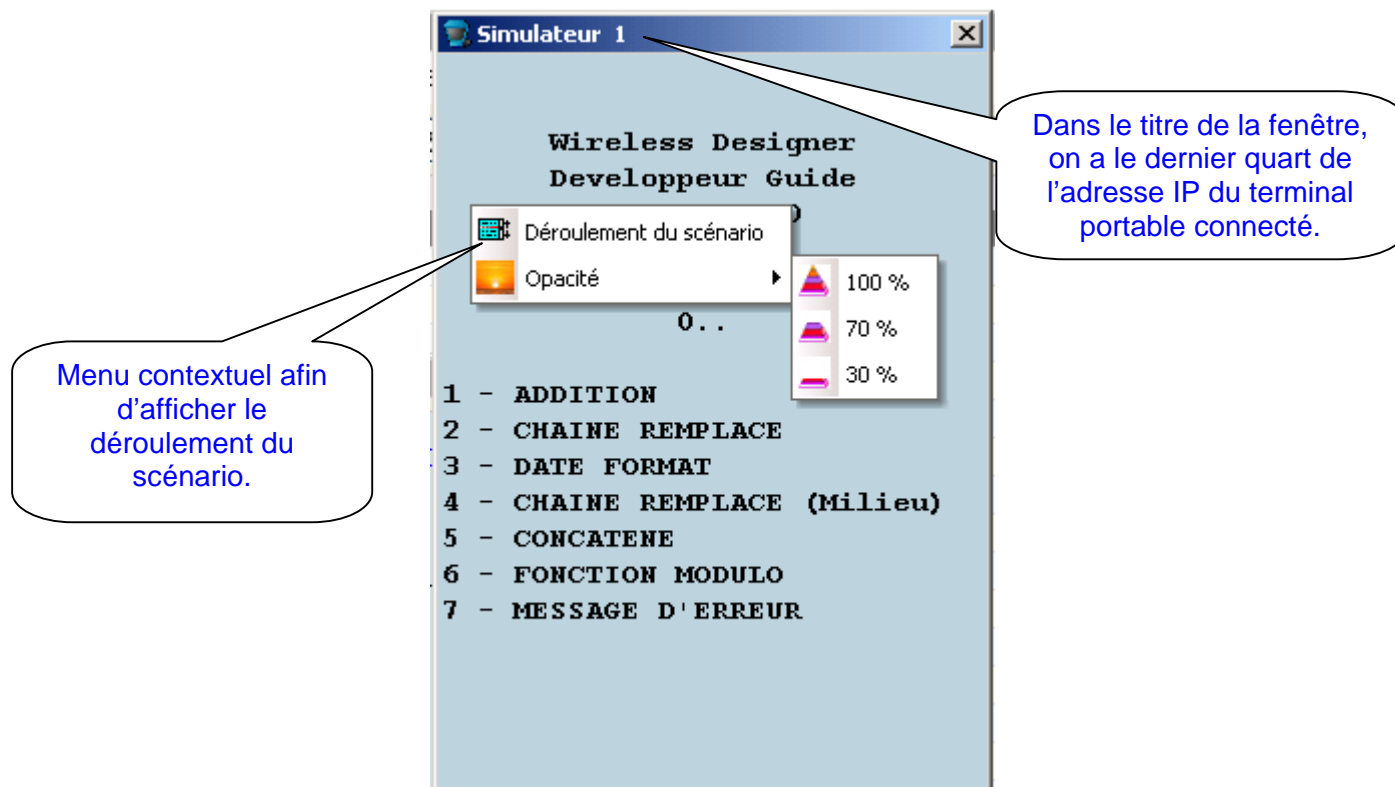 Simulateur 1
Dans le titre de la fenêtre,
on a le dernier quart de
l'adresse IP du terminal
portable connecté.
Wireless Designer
Developpeur Guide
Déroulement du scénario
Opacité
100 %
70 %
30 %
0..
Menu contextuel afin
d'afficher le
déroulement du
scénario.
1 - ADDITION
2 - CHAINE REMPLACE
3 - DATE FORMAT
4 - CHAINE REMPLACE (Milieu)
5 - CONCATENE
6 - FONCTION MODULO
7 - MESSAGE D'ERREUR